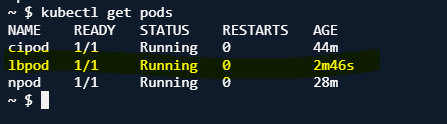 ~ $ kubectl get pods
NAME READY STATUS RESTARTS AGE
cipod 1/1 Running 0 44m
lbpod 1/1 Running 0 2m46s
npod 1/1 Running 0 28m
~ $